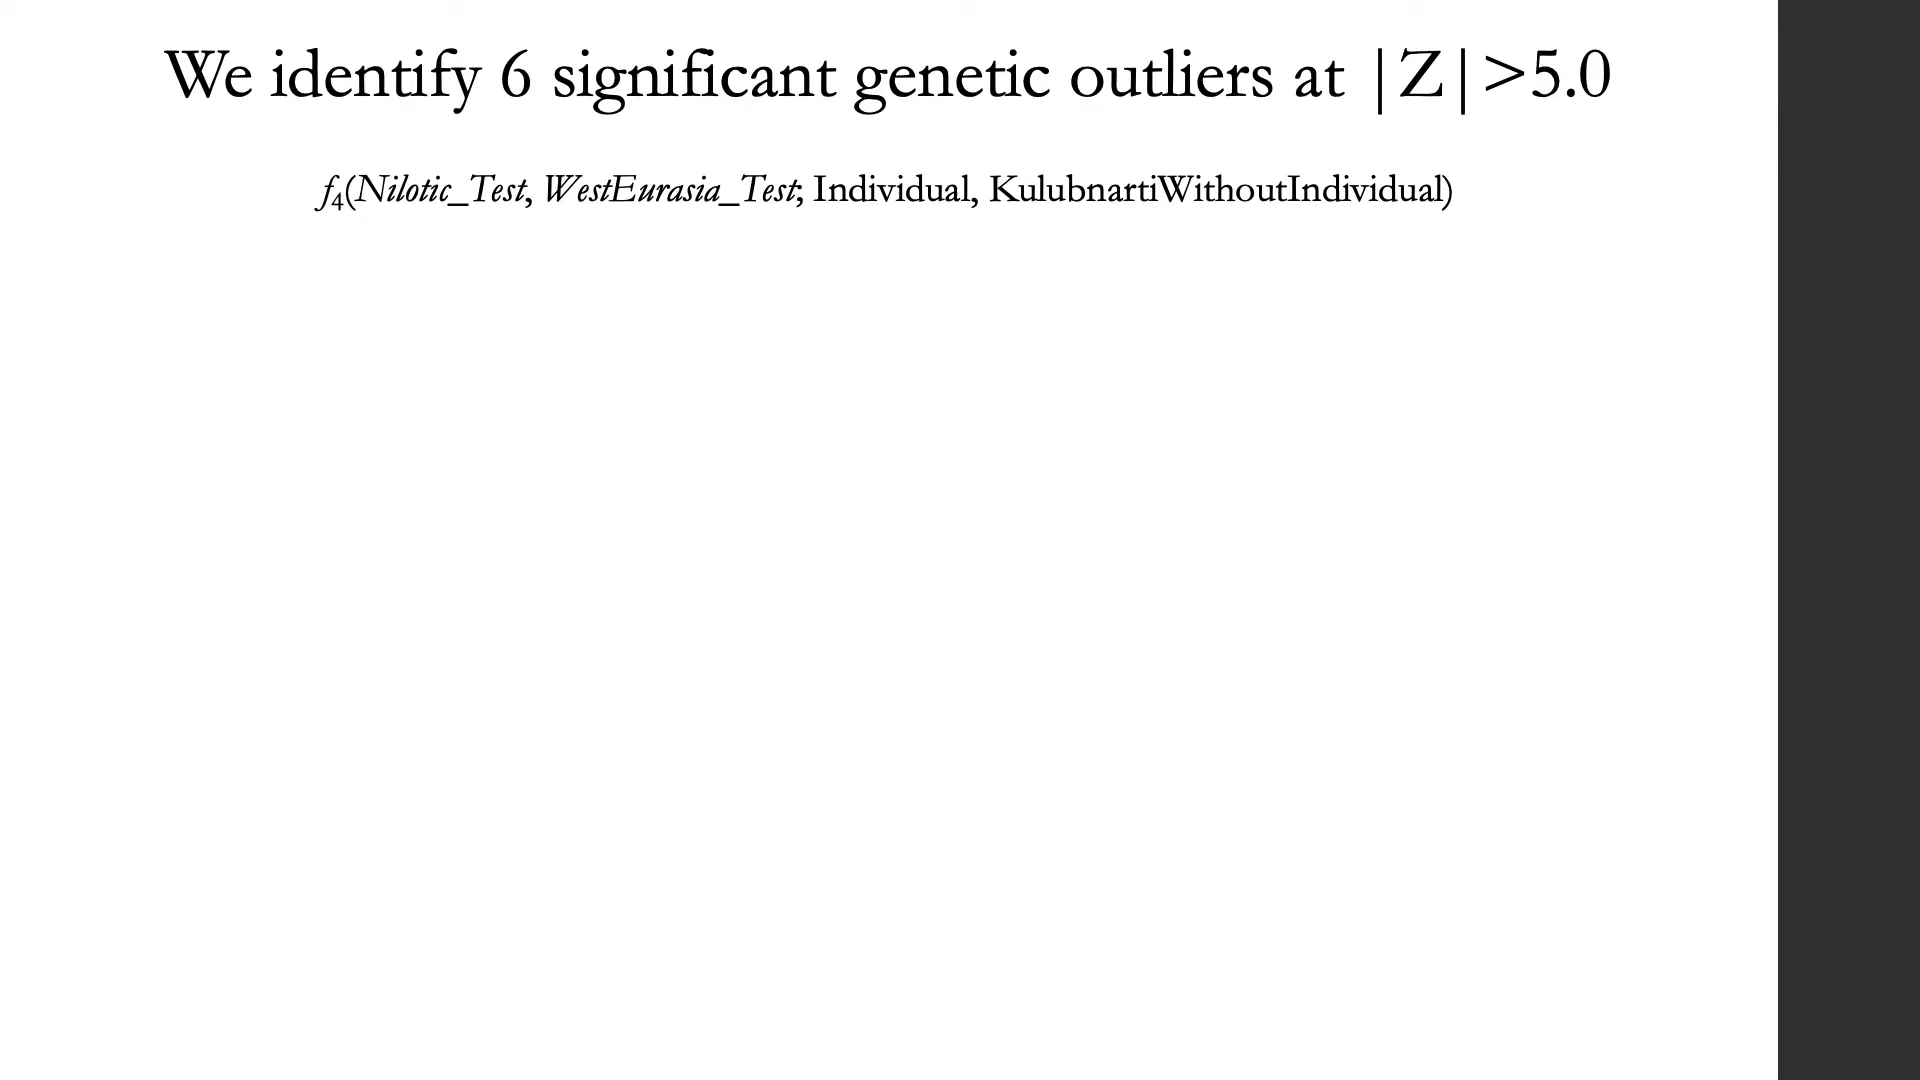 We identify 6 significant genetic outliers at |Z|>5.0
f4(Nilotic_Test, WestEurasia_Test; Individual, KulubnartiWithoutIndividual)